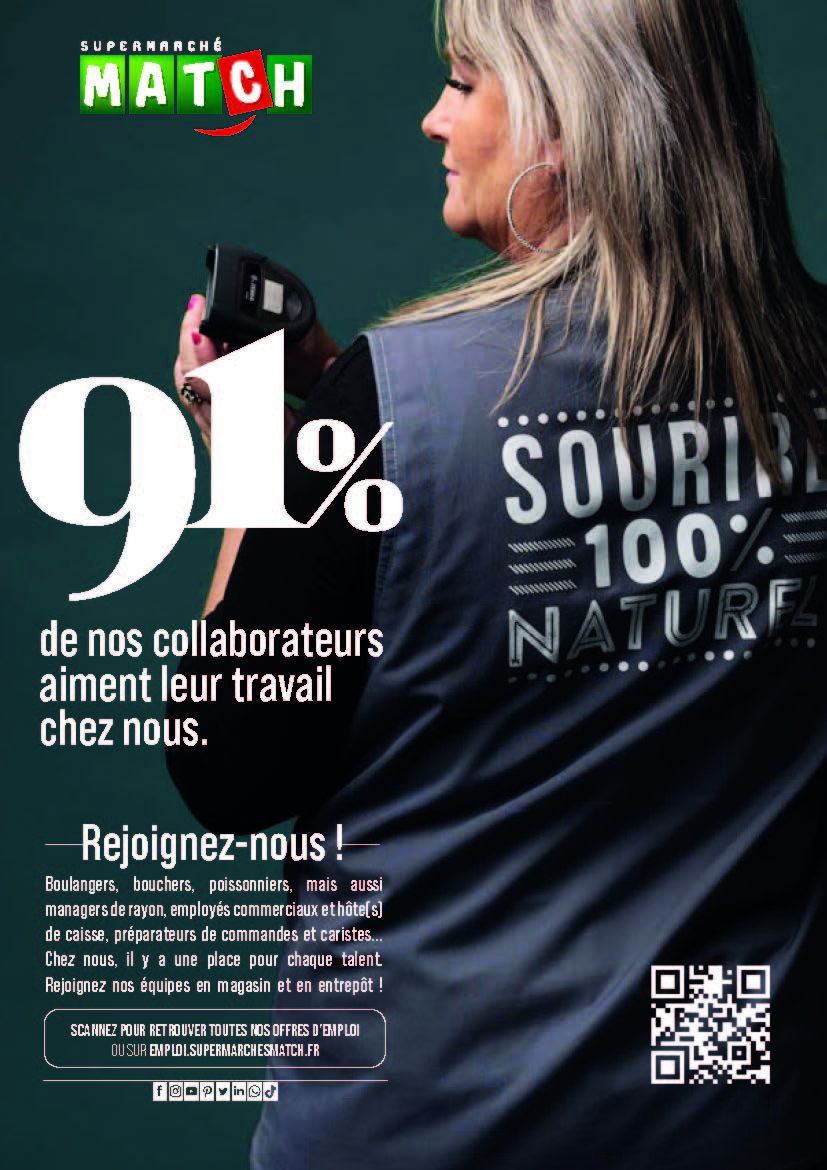 SUPERMARCHÉ
MATCH
SOURIRE
100%
NATUREL
91%
de nos collaborateurs
aiment leur travail
chez nous.
Rejoignez-nous !
Boulangers, bouchers, poissonniers, mais aussi
managers de rayon, employés commerciaux et hôte(s)
de caisse, préparateurs de commandes et caristes...
Chez nous, il y a une place pour chaque talent.
Rejoignez nos équipes en magasin et en entrepôt !
SCANNEZ POUR RETROUVER TOUTES NOS OFFRES D'EMPLOI
OU SUR EMPLOI.SUPERMARCHESMATCH.FR